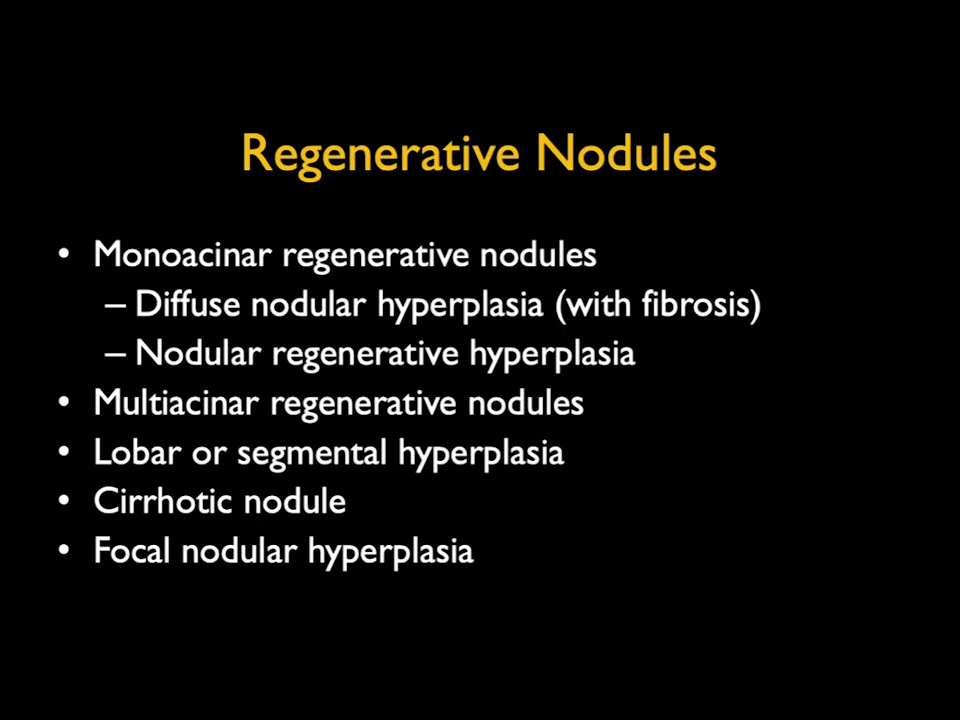 Regenerative Nodules
• Monoacinar regenerative nodules
– Diffuse nodular hyperplasia (with fibrosis)
– Nodular regenerative hyperplasia
• Multiacinar regenerative nodules
• Lobar or segmental hyperplasia
• Cirrhotic nodule
• Focal nodular hyperplasia